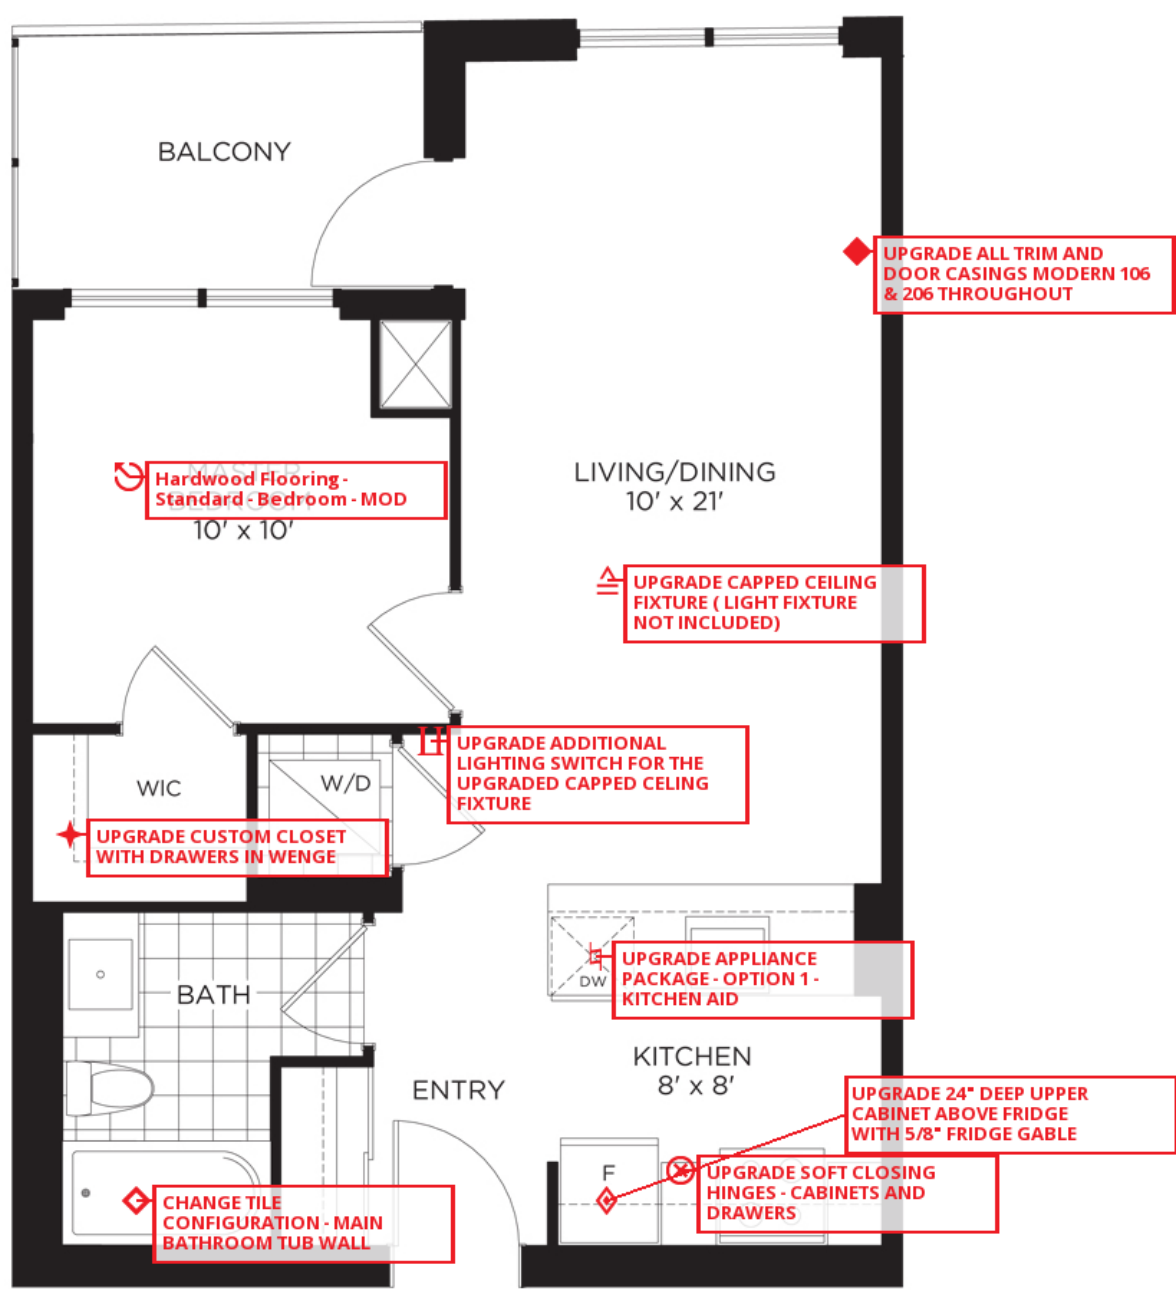 BALCONY
UPGRADE ALL TRIM AND
DOOR CASINGS MODERN 106
& 206 THROUGHOUT
MASTER
BEDROOM
10' x 10'
Hardwood Flooring -
Standard - Bedroom - MOD
LIVING/DINING
10' x 21'
UPGRADE CAPPED CEILING
FIXTURE ( LIGHT FIXTURE
NOT INCLUDED)
UPGRADE ADDITIONAL
LIGHTING SWITCH FOR THE
UPGRADED CAPPED CELING
FIXTURE
W/D
WIC
UPGRADE CUSTOM CLOSET
WITH DRAWERS IN WENGE
UPGRADE APPLIANCE
PACKAGE - OPTION 1 -
KITCHEN AID
DW
BATH
KITCHEN
8' x 8'
ENTRY
UPGRADE 24" DEEP UPPER
CABINET ABOVE FRIDGE
WITH 5/8" FRIDGE GABLE
F
UPGRADE SOFT CLOSING
HINGES - CABINETS AND
DRAWERS
CHANGE TILE
CONFIGURATION - MAIN
BATHROOM TUB WALL